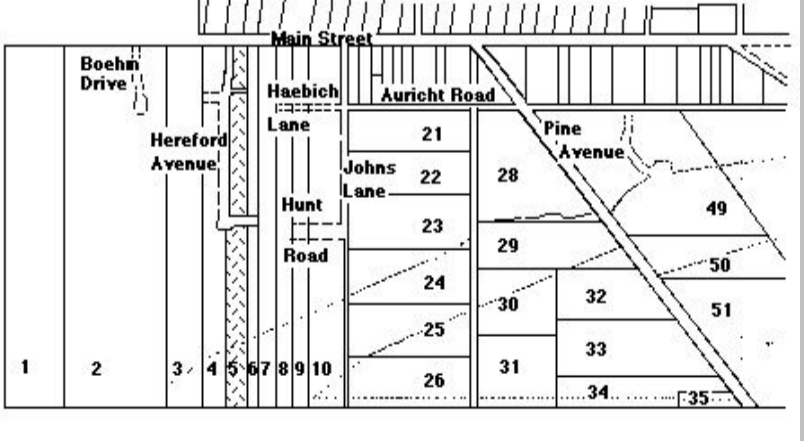 Main Street
Boehm
Drive
Haebich
Lane
Auricht Road
Hereford
Avenue
Pine
Avenue
Johns
Lane
Hunt
Road
21
22
23
24
25
26
28
29
30
31
32
33
34
35
49
50
51
1
2
3
4
5
6
7
8
9
10